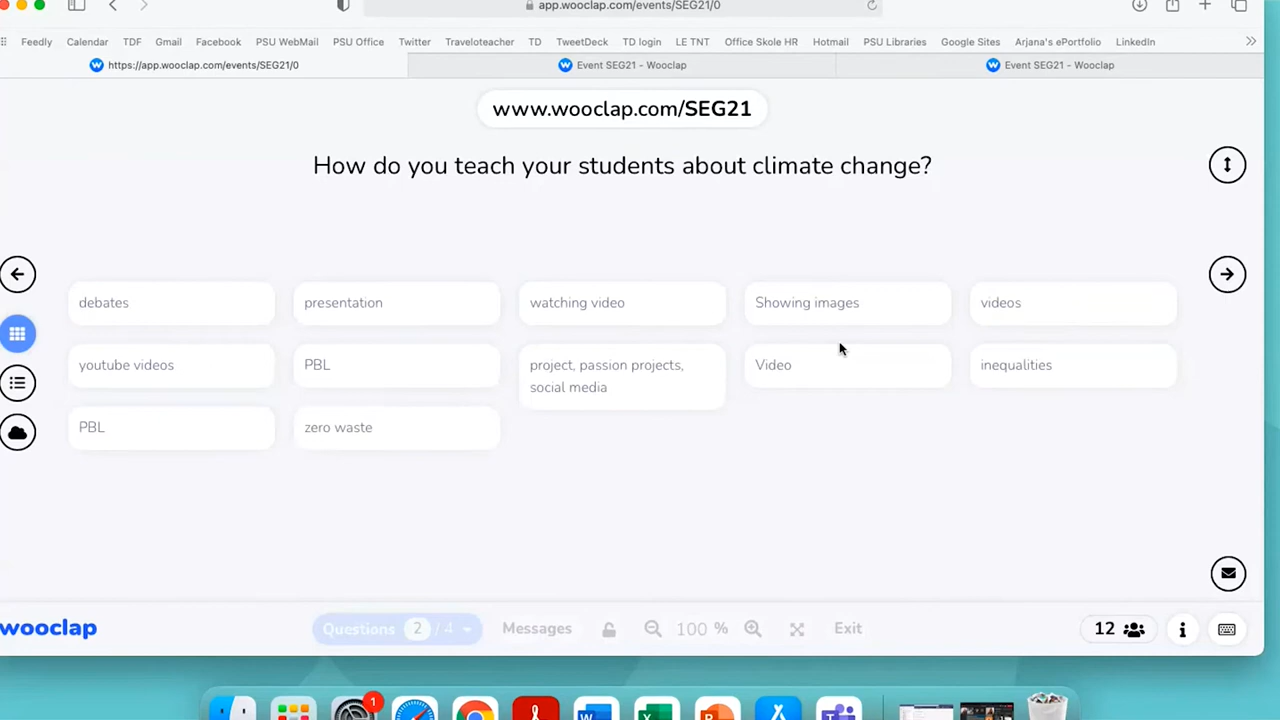 app.wooclap.com/events/SEG21/0
Feedly Calendar TDF Gmail Facebook PSU WebMail PSU Office Twitter Traveloteacher TD TweetDeck TD login LE TNT Office Skole HR Hotmail PSU Libraries Google Sites Arjana's ePortfolio LinkedIn
https://app.wooclap.com/events/SEG21/0 Event SEG21 - Wooclap Event SEG21 - Wooclap
www.wooclap.com/SEG21
How do you teach your students about climate change?
debates presentation watching video Showing images videos
youtube videos PBL project, passion projects, Video inequalities
social media
PBL zero waste
wooclap Questions 2 / 4 Messages 100 % Exit 12
1